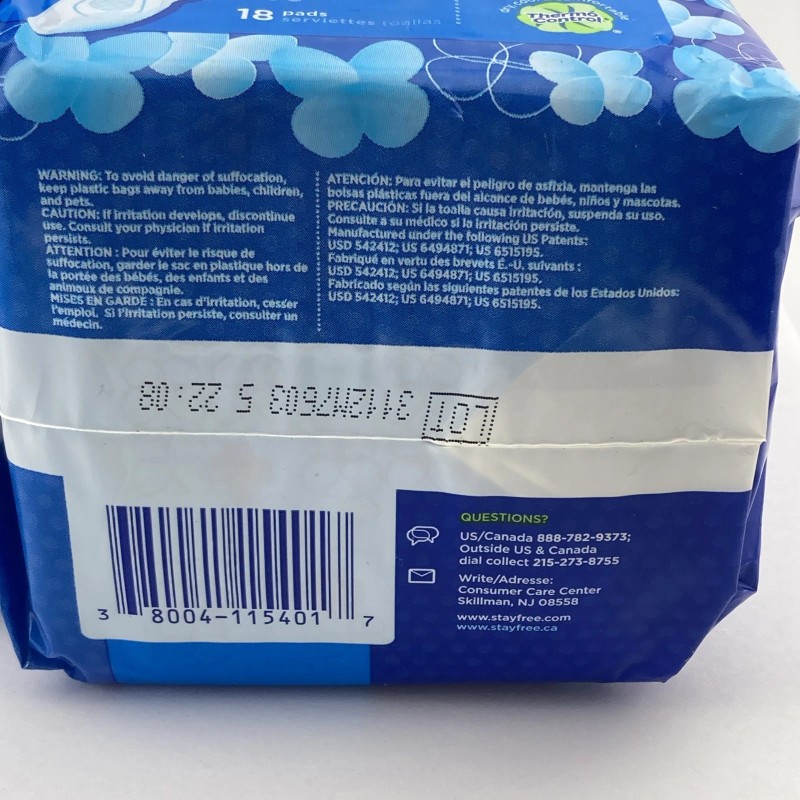 18 pads
serviettes toallas
Thermo
Control
WARNING: To avoid danger of suffocation,
keep plastic bags away from babies, children,
and pets.
CAUTION: If irritation develops, discontinue
use. Consult your physician if irritation
persists.
ATTENTION : Pour éviter le risque de
suffocation, garder le sac en plastique hors de
la portée des bébés, des enfants et des
animaux de compagnie.
MISES EN GARDE : En cas d'irritation, cesser
l'emploi. Si l'irritation persiste, consulter un
médecin.
ATENCIÓN: Para evitar el peligro de asfixia, mantenga las
bolsas plásticas fuera del alcance de bebés, niños y mascotas.
PRECAUCIÓN: Si la toalla causa irritación, suspenda su uso.
Consulte a su médico si la irritación persiste.
Manufactured under the following US Patents:
USD 542412; US 6494871; US 6515195.
Fabriqué en vertu des brevets É.-U. suivants :
USD 542412; US 6494871; US 6515195.
Fabricado según las siguientes patentes de los Estados Unidos:
USD 542412; US 6494871; US 6515195.
LOT 3112M7603 5 22:08
3 8004-115401 7
QUESTIONS?
US/Canada 888-782-9373;
Outside US & Canada
dial collect 215-273-8755
Write/Adresse:
Consumer Care Center
Skillman, NJ 08558
www.stayfree.com
www.stayfree.ca